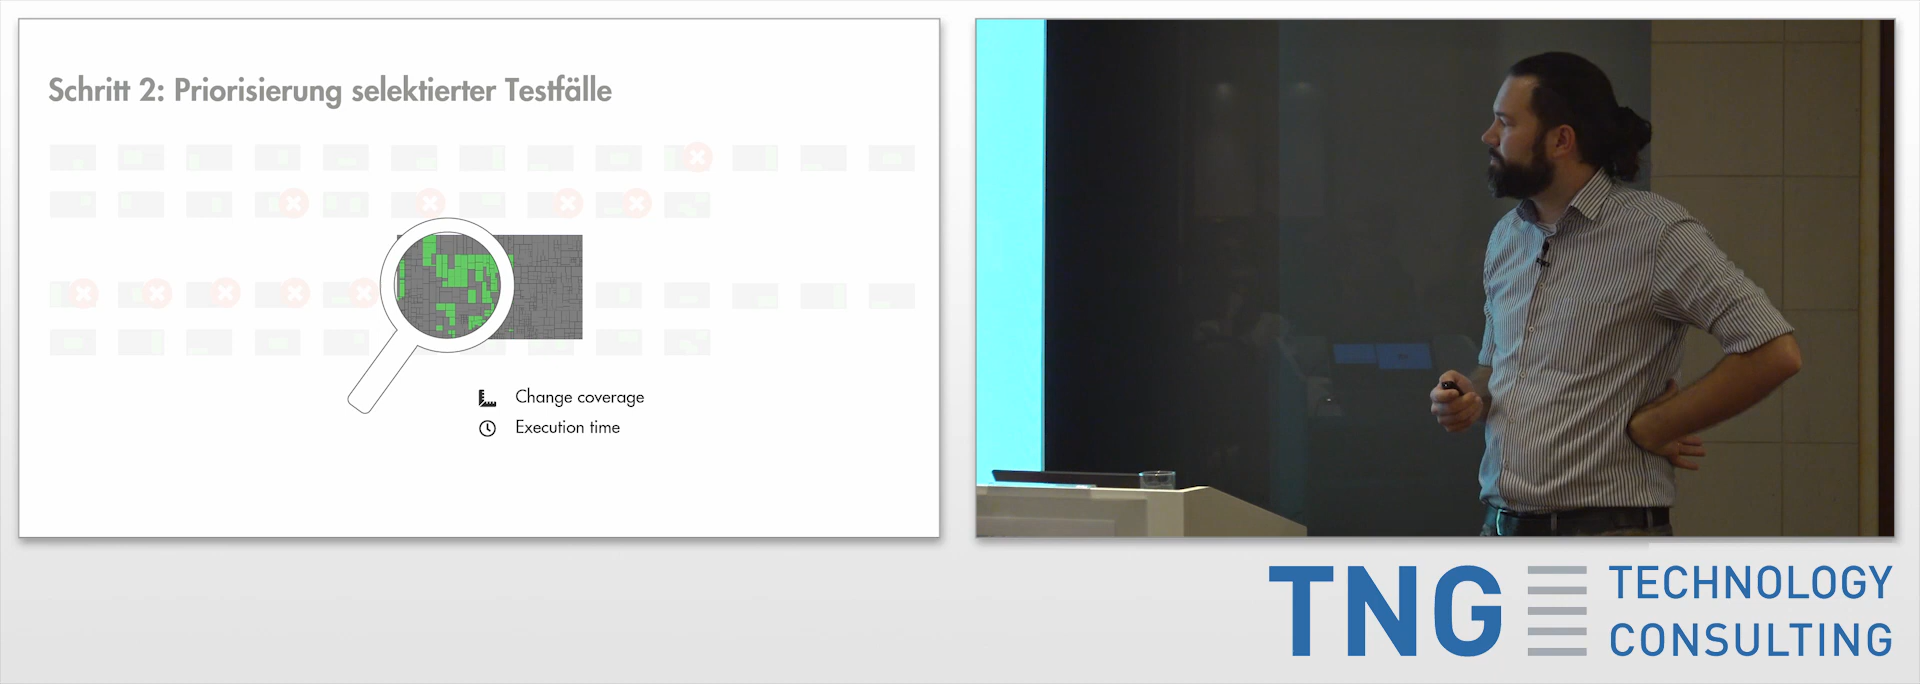 Schritt 2: Priorisierung selektierter Testfälle
Change coverage
Execution time
TNG TECHNOLOGY
CONSULTING